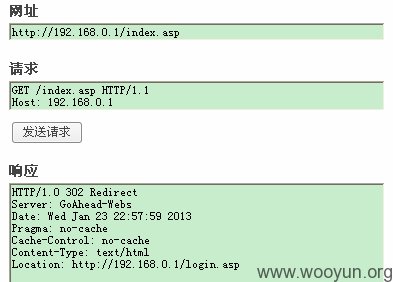 网址
http://192.168.0.1/index.asp
请求
GET /index.asp HTTP/1.1
Host: 192.168.0.1
发送请求
响应
HTTP/1.0 302 Redirect
Server: GoAhead-Webs
Date: Wed Jan 23 22:57:59 2013
Pragma: no-cache
Cache-Control: no-cache
Content-Type: text/html
Location: http://192.168.0.1/login.asp
www.wooyun.org